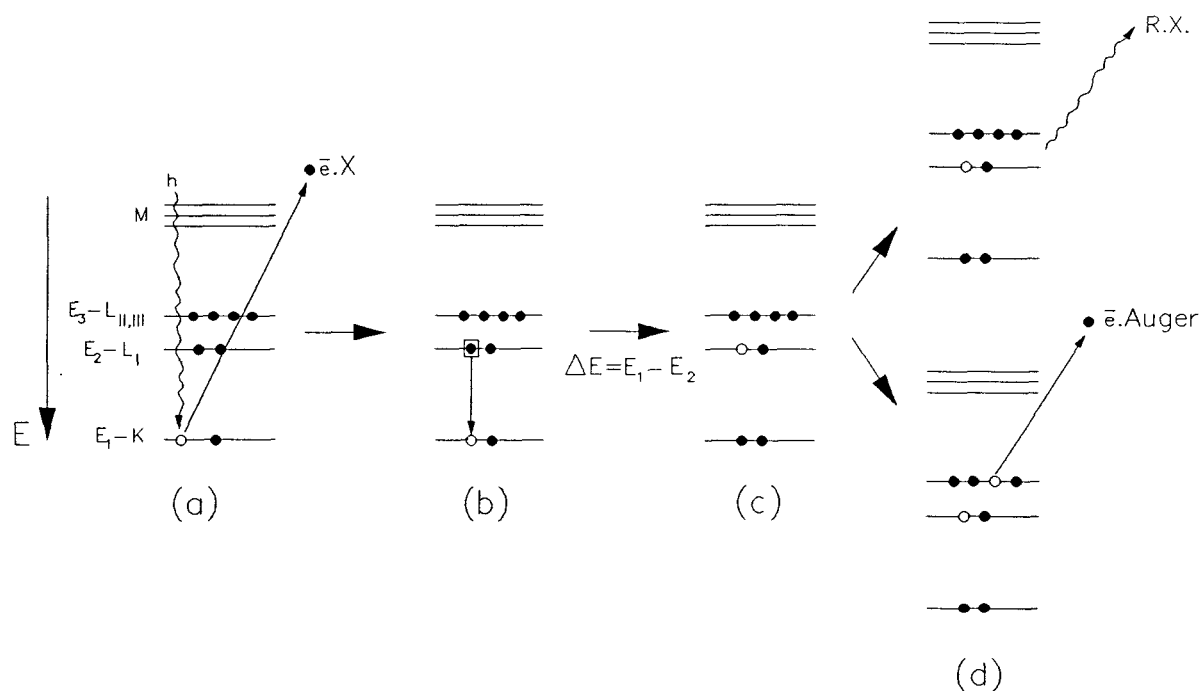 R.X.
h
ē.X
M
E₃–L_II,III
E₂–L_I
ΔE=E₁–E₂
ē.Auger
E
E₁–K
(a)
(b)
(c)
(d)